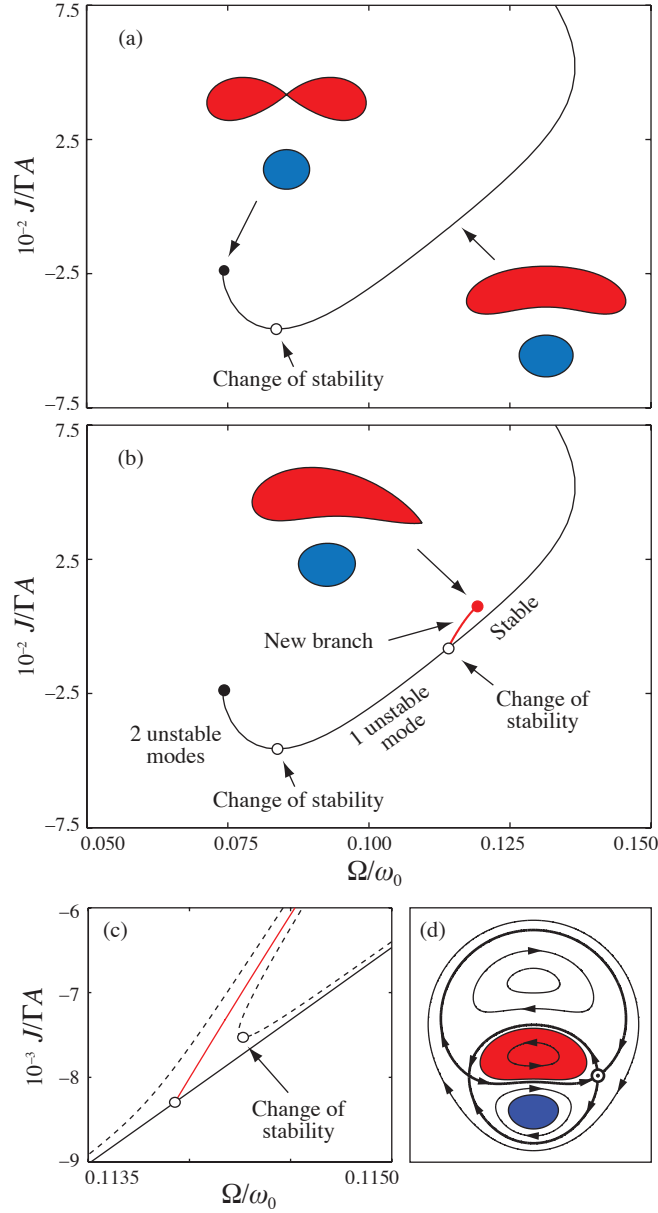 7.5
(a)
2.5
10⁻² J/ΓA
−2.5
Change of stability
−7.5
7.5
(b)
2.5
10⁻² J/ΓA
New branch
Stable
−2.5
2 unstable
modes
1 unstable
mode
Change of
stability
Change of stability
−7.5
0.050
0.075
0.100
0.125
0.150
Ω/ω₀
−6
(c)
(d)
−7
10⁻³ J/ΓA
−8
Change of
stability
−9
0.1135
0.1150
Ω/ω₀